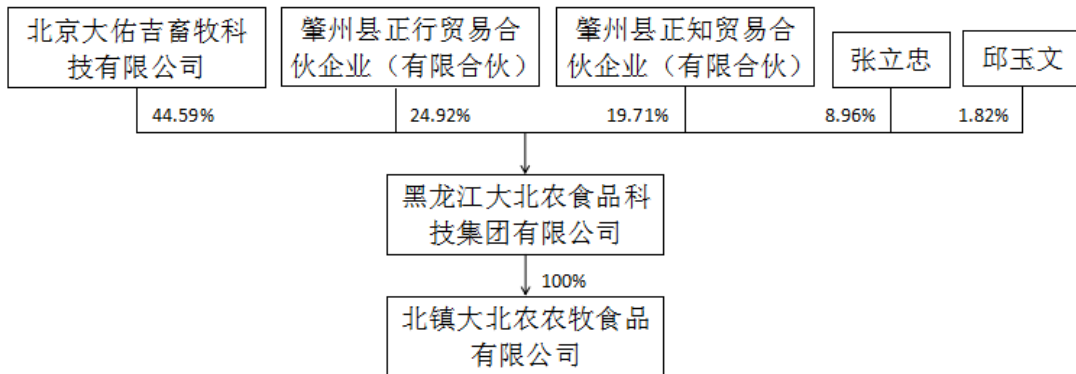 北京大佑吉畜牧科
技有限公司
肇州县正行贸易合
伙企业（有限合伙）
肇州县正知贸易合
伙企业（有限合伙）
张立忠
邱玉文
44.59%
24.92%
19.71%
8.96%
1.82%
黑龙江大北农食品科
技集团有限公司
100%
北镇大北农农牧食品
有限公司